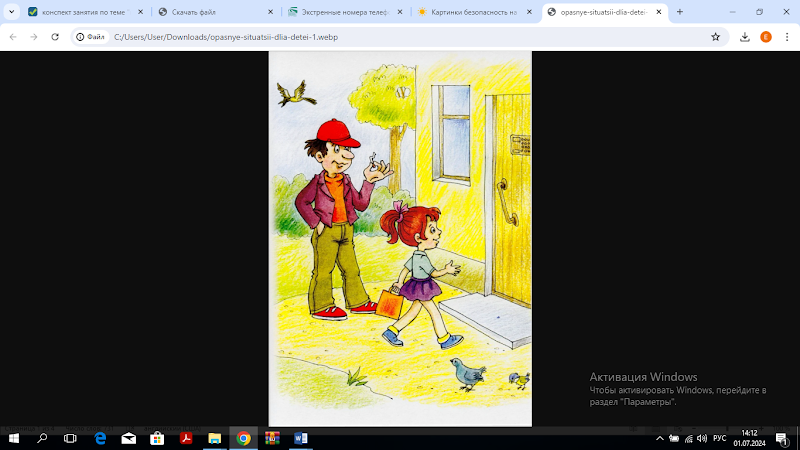 конспект занятия по теме "
Скачать файл
Экстренные номера телеф
Картинки безопасность на
opasnye-situatsii-dlia-detei-
Файл
C:/Users/User/Downloads/opasnye-situatsii-dlia-detei-1.webp
E
Активация Windows
Чтобы активировать Windows, перейдите в
раздел "Параметры".
РУС
14:12
01.07.2024
1